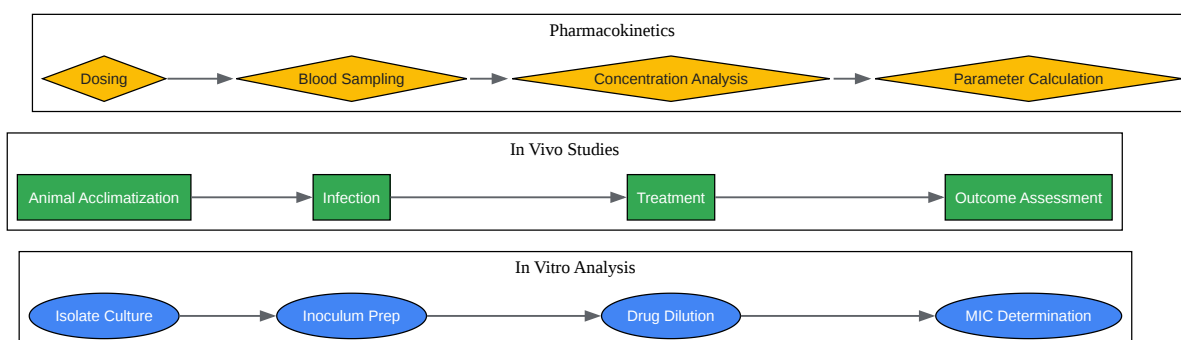 Pharmacokinetics
Dosing
Blood Sampling
Concentration Analysis
Parameter Calculation
In Vivo Studies
Animal Acclimatization
Infection
Treatment
Outcome Assessment
In Vitro Analysis
Isolate Culture
Inoculum Prep
Drug Dilution
MIC Determination